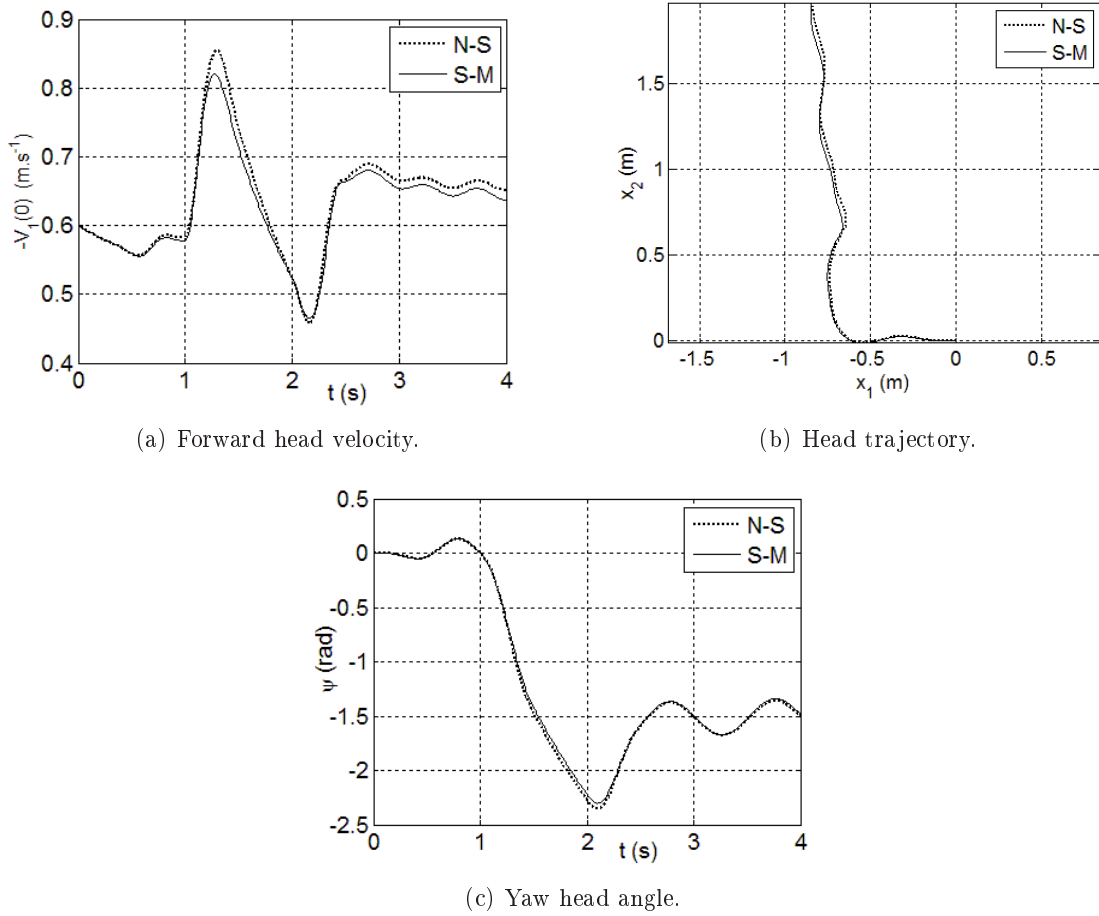 0.9
0.8
0.7
0.6
0.5
0.4
0 1 2 3 4
-V_1(0) (m.s^-1)
t (s)
N-S
S-M
(a) Forward head velocity.
1.5
1
0.5
0
-1.5 -1 -0.5 0 0.5
x_2 (m)
x_1 (m)
N-S
S-M
(b) Head trajectory.
0.5
0
-0.5
-1
-1.5
-2
-2.5
0 1 2 3 4
ψ (rad)
t (s)
N-S
S-M
(c) Yaw head angle.